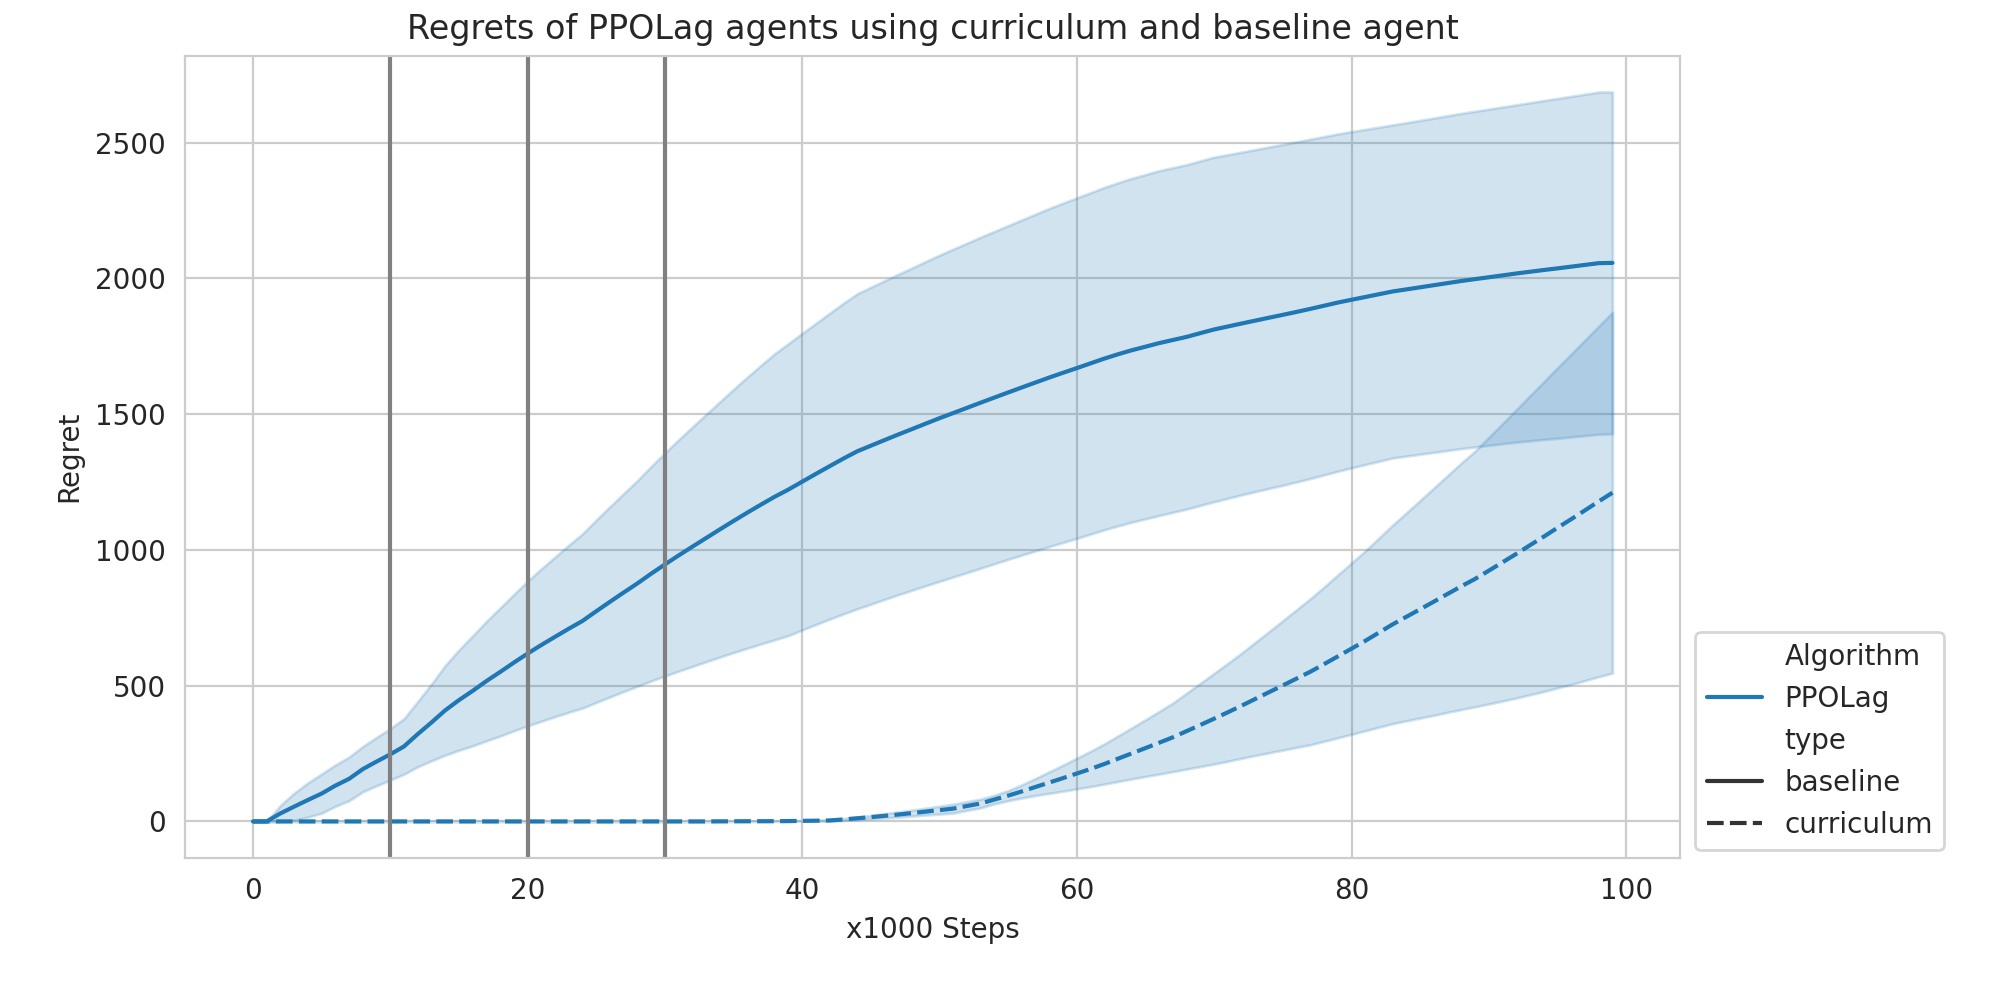 Regrets of PPOLag agents using curriculum and baseline agent
2500
2000
1500
1000
500
0
Regret
0 20 40 60 80 100
x1000 Steps
Algorithm
PPOLag
type
baseline
curriculum